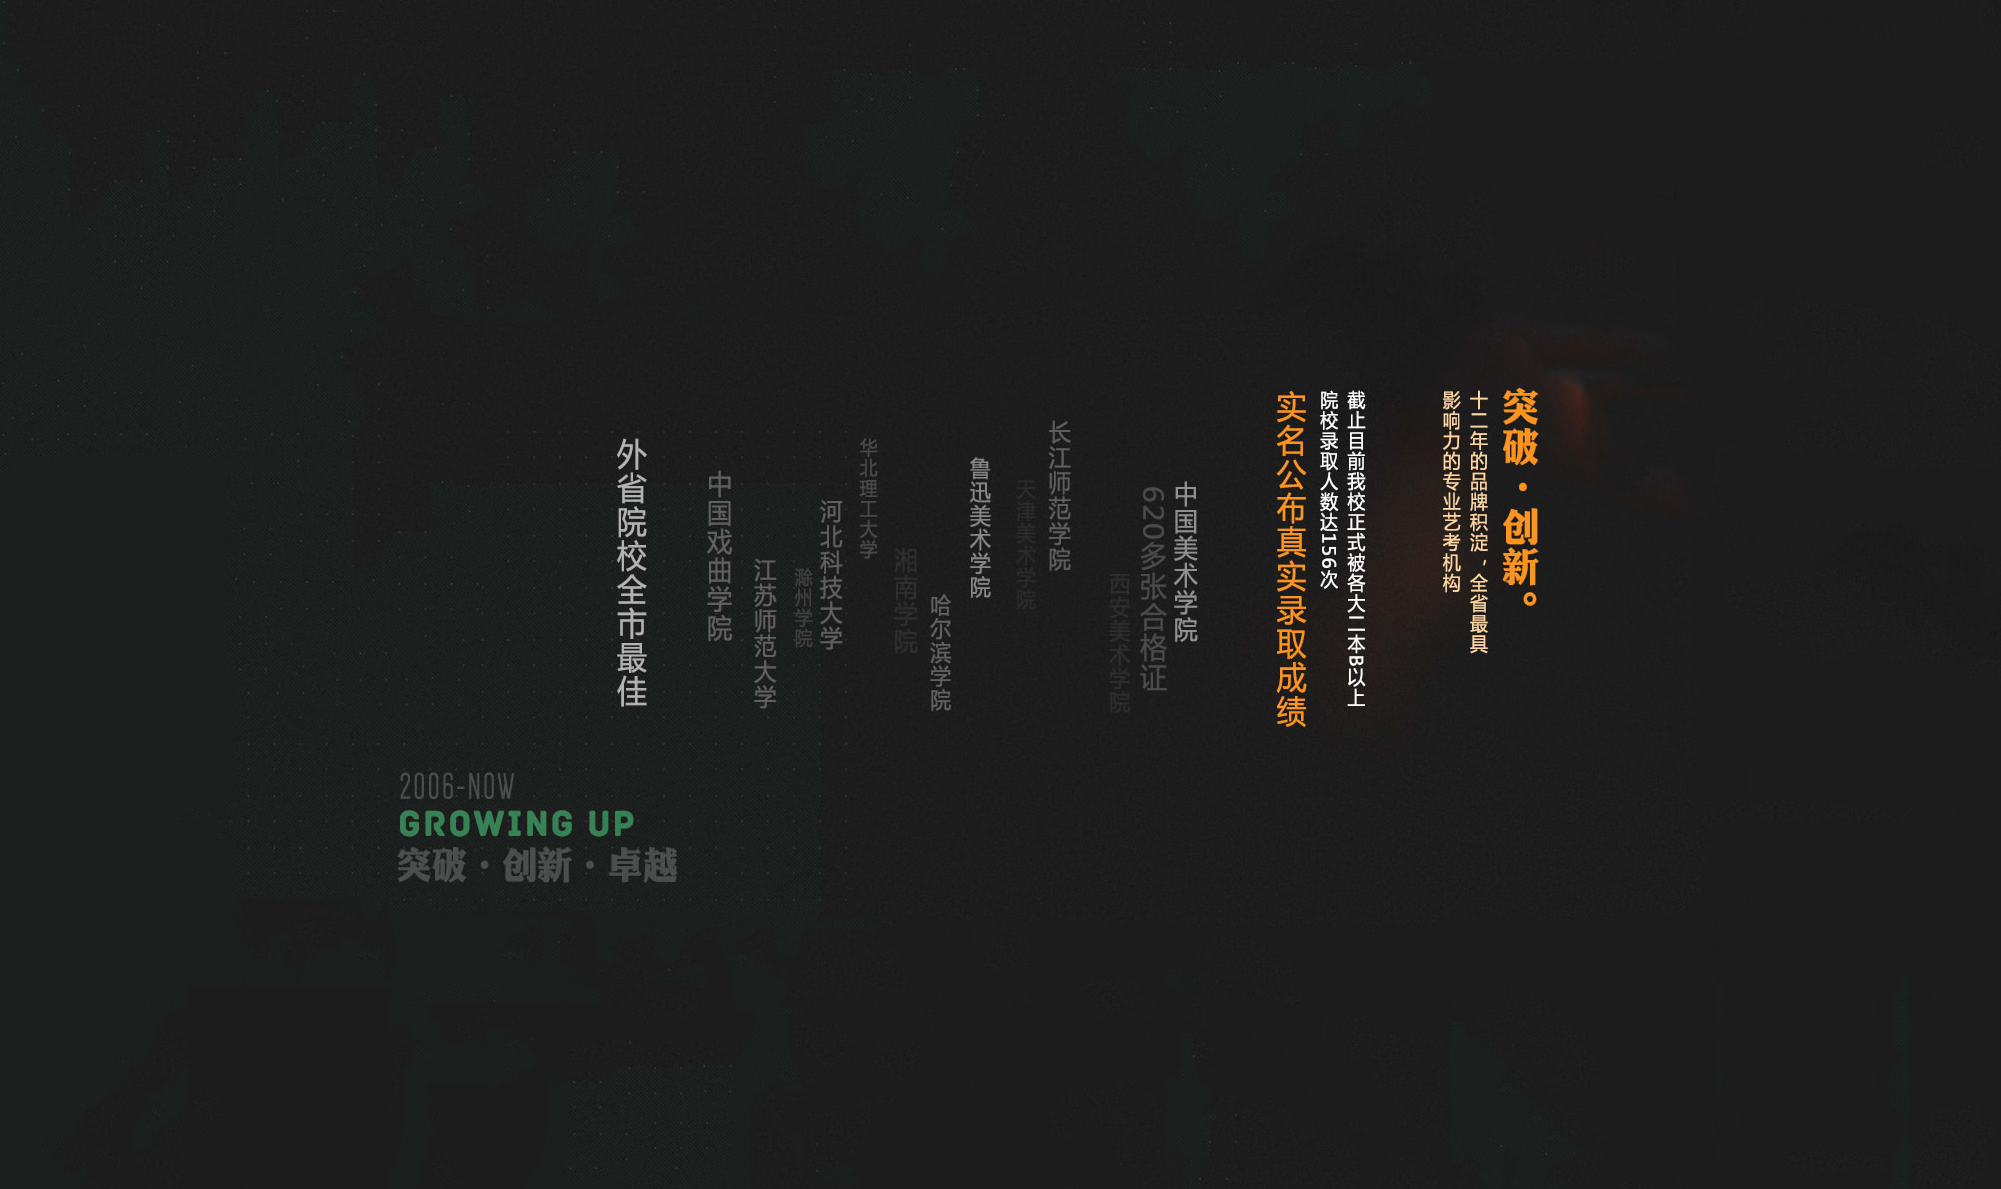 突破·创新。
十二年的品牌积淀，全省最具
影响力的专业艺考机构
截止目前我校正式被各大二本B以上
院校录取人数达156次
实名公布真实录取成绩
中国美术学院
620多张合格证
西安美术学院
长江师范学院
天津美术学院
鲁迅美术学院
哈尔滨学院
湘南学院
华北理工大学
河北科技大学
滁州学院
江苏师范大学
中国戏曲学院
外省院校全市最佳
2006-NOW
GROWING UP
突破·创新·卓越